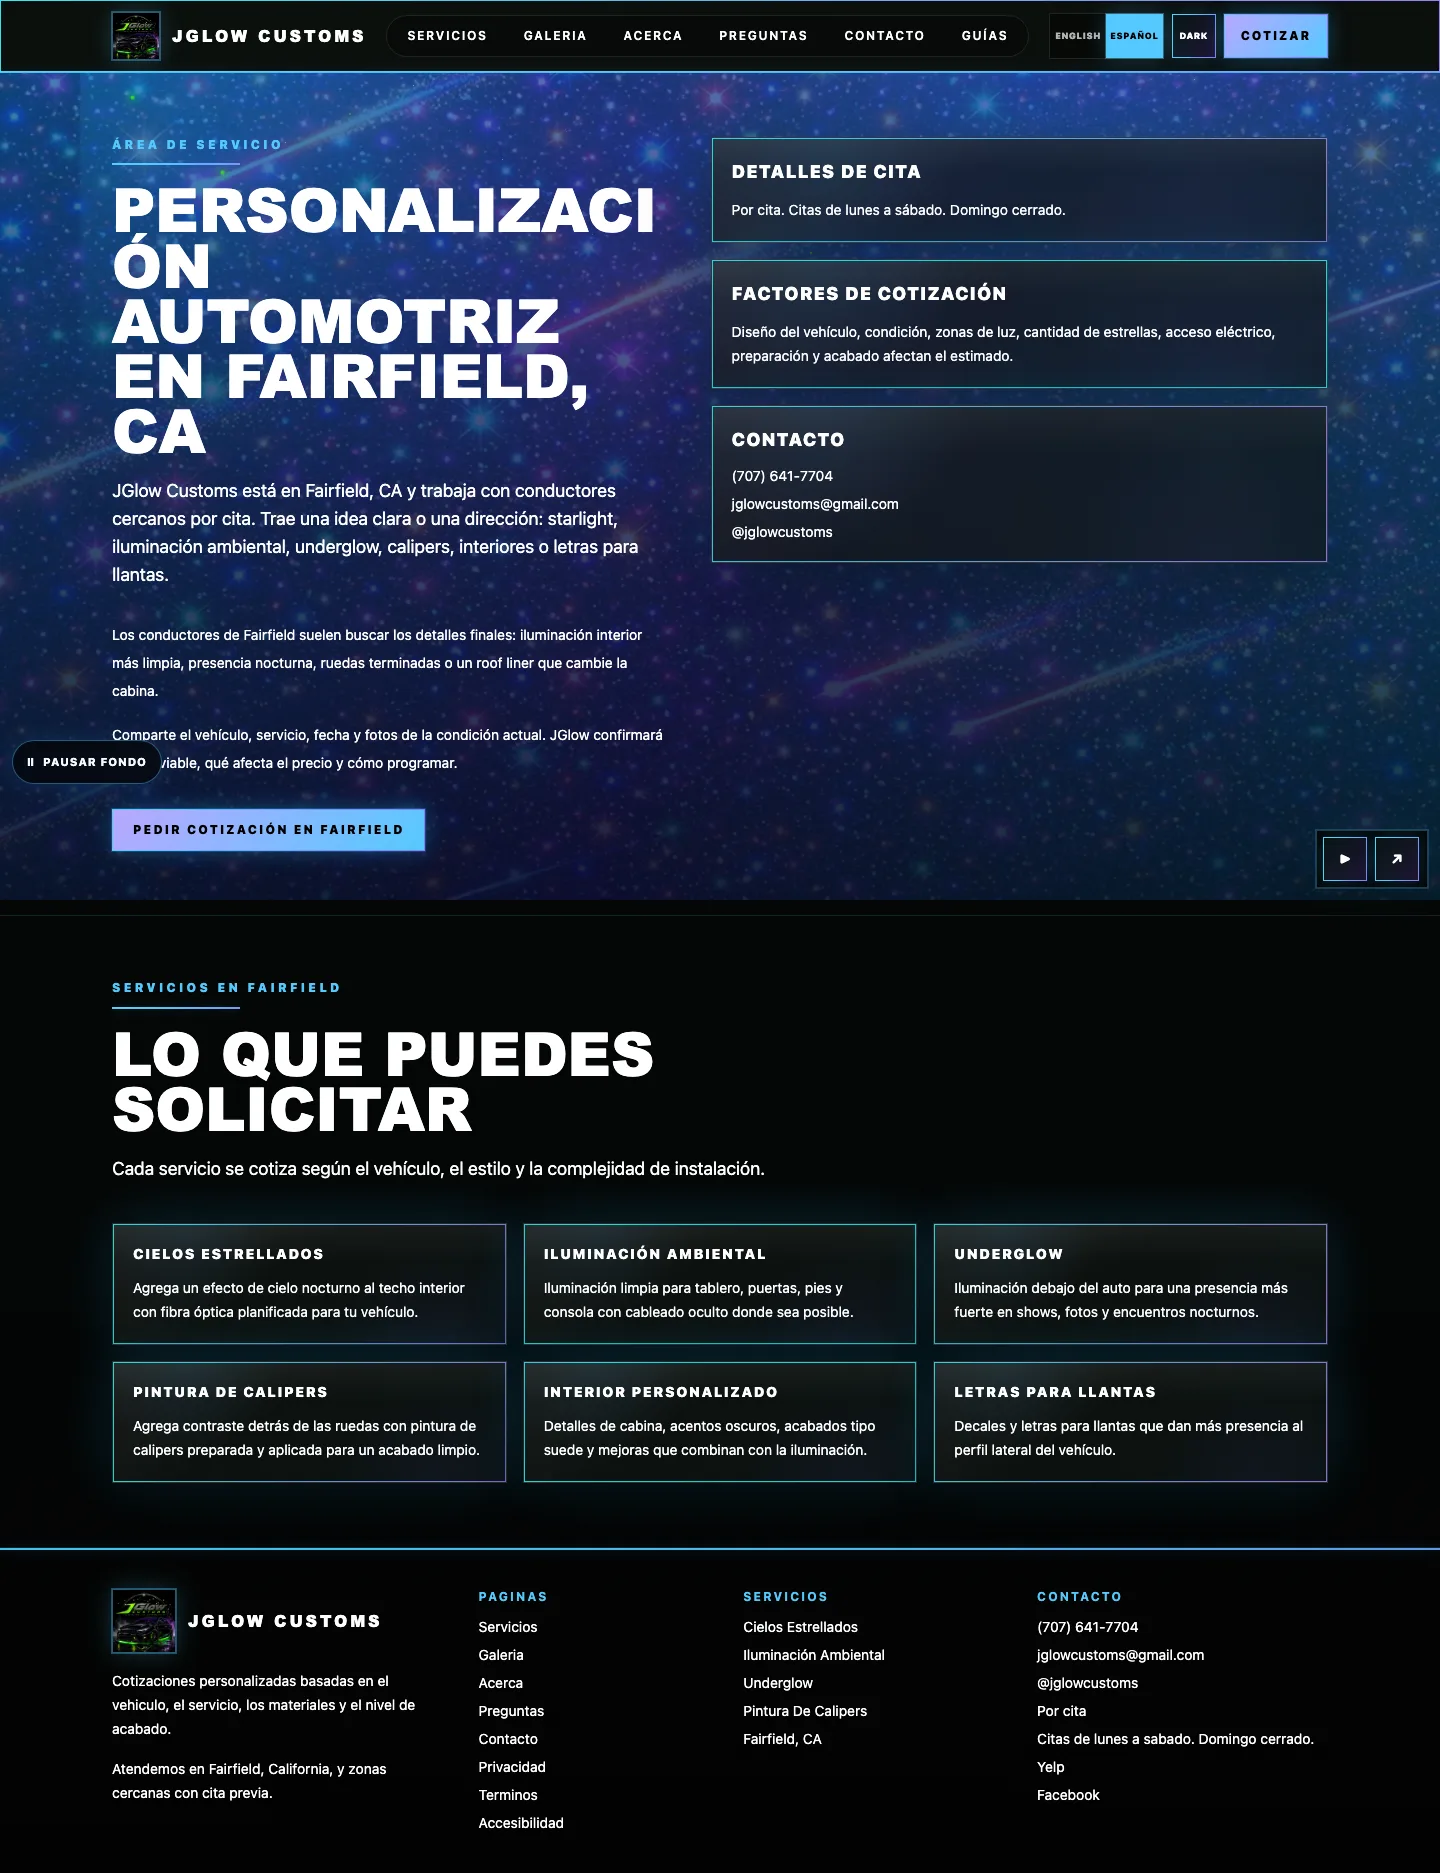 JGLOW CUSTOMS
SERVICIOS
GALERIA
ACERCA
PREGUNTAS
CONTACTO
GUÍAS
ENGLISH
ESPAÑOL
DARK
COTIZAR
ÁREA DE SERVICIO
PERSONALIZACI
ÓN
AUTOMOTRIZ
EN FAIRFIELD,
CA
JGlow Customs está en Fairfield, CA y trabaja con conductores
cercanos por cita. Trae una idea clara o una dirección: starlight,
iluminación ambiental, underglow, calipers, interiores o letras para
llantas.
Los conductores de Fairfield suelen buscar los detalles finales: iluminación interior
más limpia, presencia nocturna, ruedas terminadas o un roof liner que cambie la
cabina.
Comparte el vehículo, servicio, fecha y fotos de la condición actual. JGlow confirmará
viable, qué afecta el precio y cómo programar.
PAUSAR FONDO
PEDIR COTIZACIÓN EN FAIRFIELD
DETALLES DE CITA
Por cita. Citas de lunes a sábado. Domingo cerrado.
FACTORES DE COTIZACIÓN
Diseño del vehículo, condición, zonas de luz, cantidad de estrellas, acceso eléctrico,
preparación y acabado afectan el estimado.
CONTACTO
(707) 641-7704
jglowcustoms@gmail.com
@jglowcustoms
SERVICIOS EN FAIRFIELD
LO QUE PUEDES
SOLICITAR
Cada servicio se cotiza según el vehículo, el estilo y la complejidad de instalación.
CIELOS ESTRELLADOS
Agrega un efecto de cielo nocturno al techo interior
con fibra óptica planificada para tu vehículo.
ILUMINACIÓN AMBIENTAL
Iluminación limpia para tablero, puertas, pies y
consola con cableado oculto donde sea posible.
UNDERGLOW
Iluminación debajo del auto para una presencia más
fuerte en shows, fotos y encuentros nocturnos.
PINTURA DE CALIPERS
Agrega contraste detrás de las ruedas con pintura de
calipers preparada y aplicada para un acabado limpio.
INTERIOR PERSONALIZADO
Detalles de cabina, acentos oscuros, acabados tipo
suede y mejoras que combinan con la iluminación.
LETRAS PARA LLANTAS
Decales y letras para llantas que dan más presencia al
perfil lateral del vehículo.
JGlow
JGLOW CUSTOMS
Cotizaciones personalizadas basadas en el
vehiculo, el servicio, los materiales y el nivel de
acabado.
Atendemos en Fairfield, California, y zonas
cercanas con cita previa.
PAGINAS
Servicios
Galeria
Acerca
Preguntas
Contacto
Privacidad
Terminos
Accesibilidad
SERVICIOS
Cielos Estrellados
Iluminación Ambiental
Underglow
Pintura De Calipers
Fairfield, CA
CONTACTO
(707) 641-7704
jglowcustoms@gmail.com
@jglowcustoms
Por cita
Citas de lunes a sabado. Domingo cerrado.
Yelp
Facebook